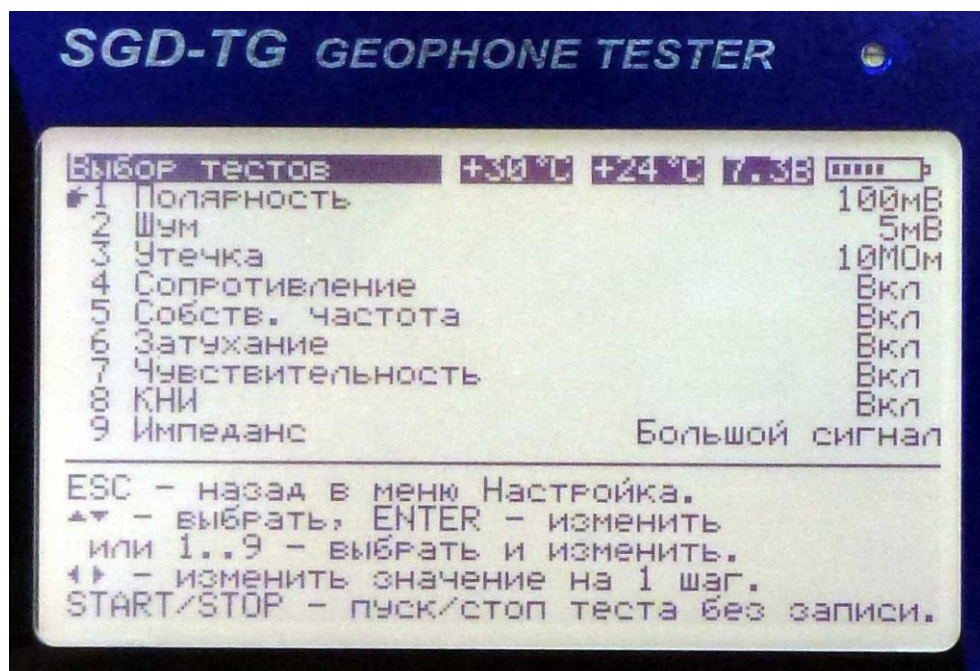 SGD-TG GEOPHONE TESTER
Выбор тестов +30°C +24°C 7.3В
1 Полярность 100мВ
2 Шум 5мВ
3 Утечка 10МОм
4 Сопротивление Вкл
5 Собств. частота Вкл
6 Затухание Вкл
7 Чувствительность Вкл
8 КНИ Вкл
9 Импеданс Большой сигнал
ESC - назад в меню Настройка.
▲▼ - выбрать, ENTER - изменить
или 1..9 - выбрать и изменить.
◄► - изменить значение на 1 шаг.
START/STOP - пуск/стоп теста без записи.